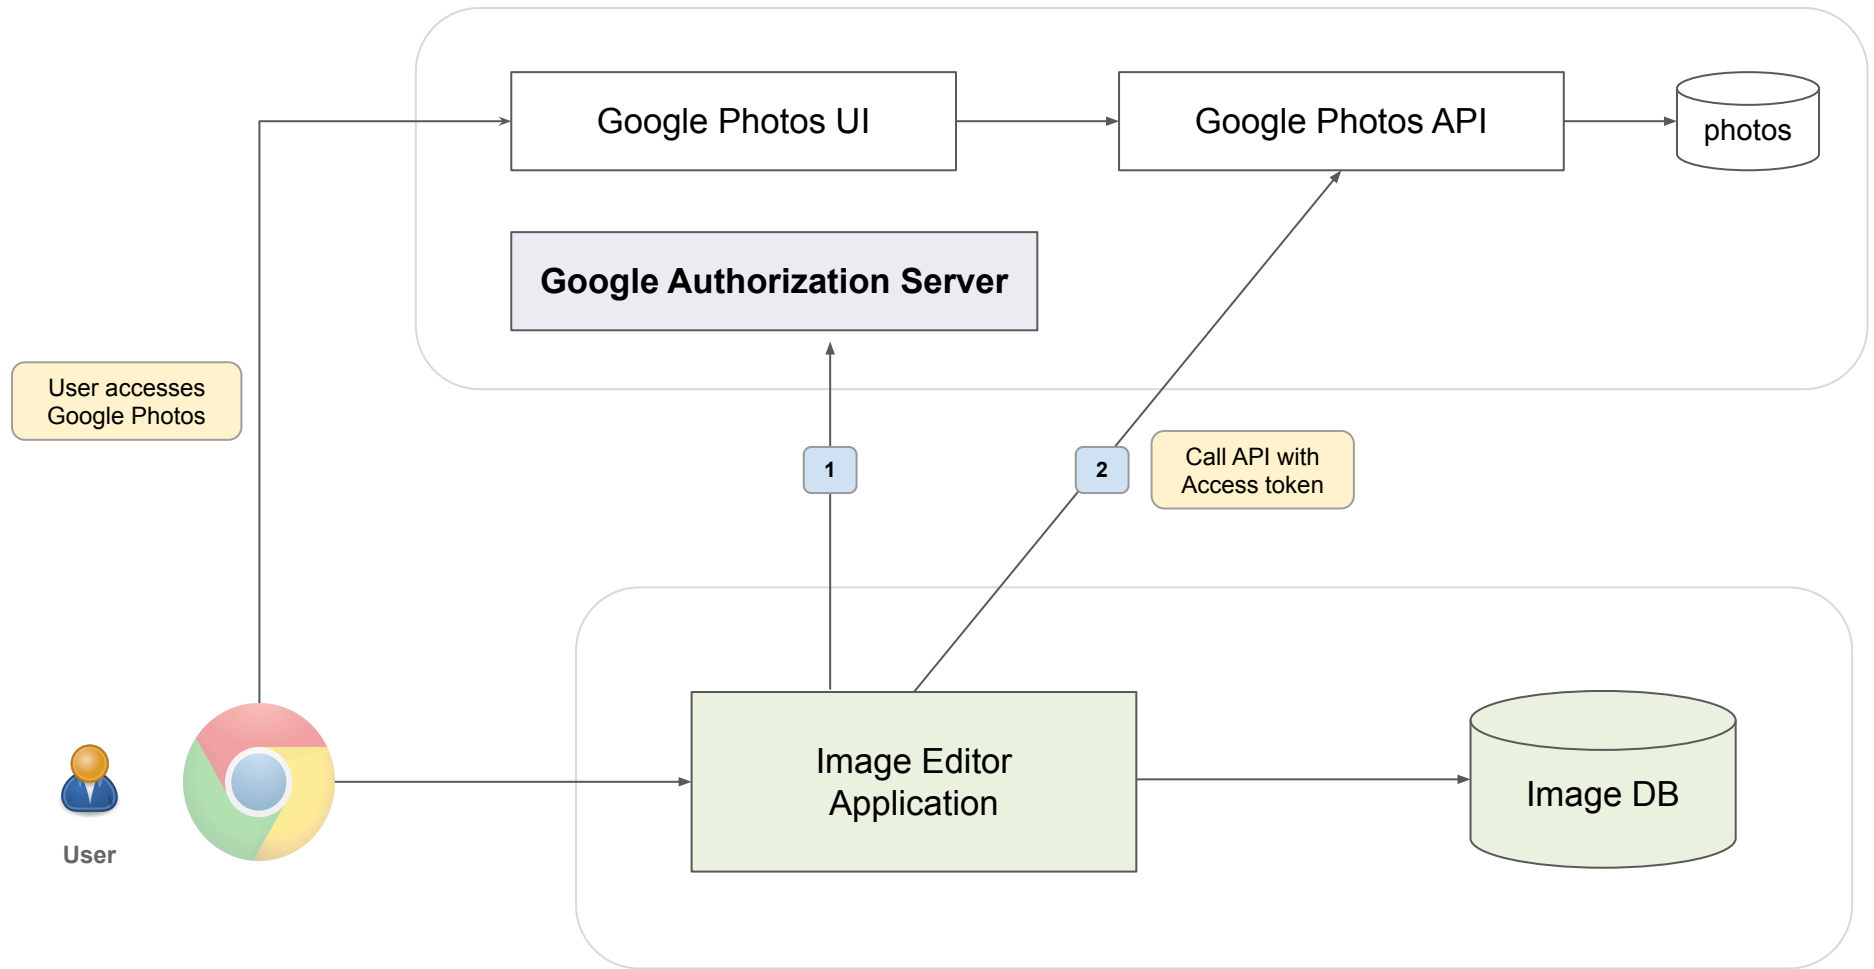 Google Photos UI
Google Photos API
photos
Google Authorization Server
User accesses
Google Photos
1
2
Call API with
Access token
Image Editor
Application
Image DB
User